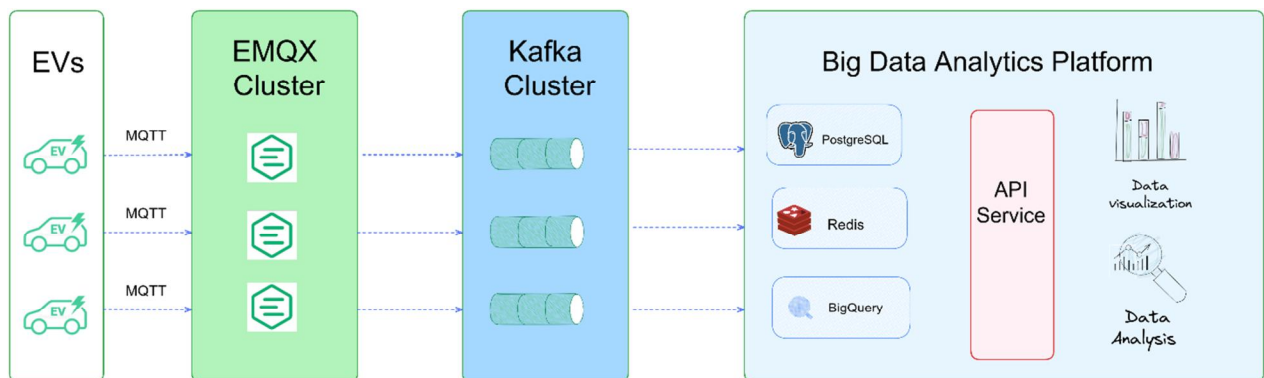 EVs
EV
EV
EV
MQTT
MQTT
MQTT
EMQX
Cluster
Kafka
Cluster
Big Data Analytics Platform
PostgreSQL
Redis
BigQuery
API
Service
Data
visualization
Data
Analysis